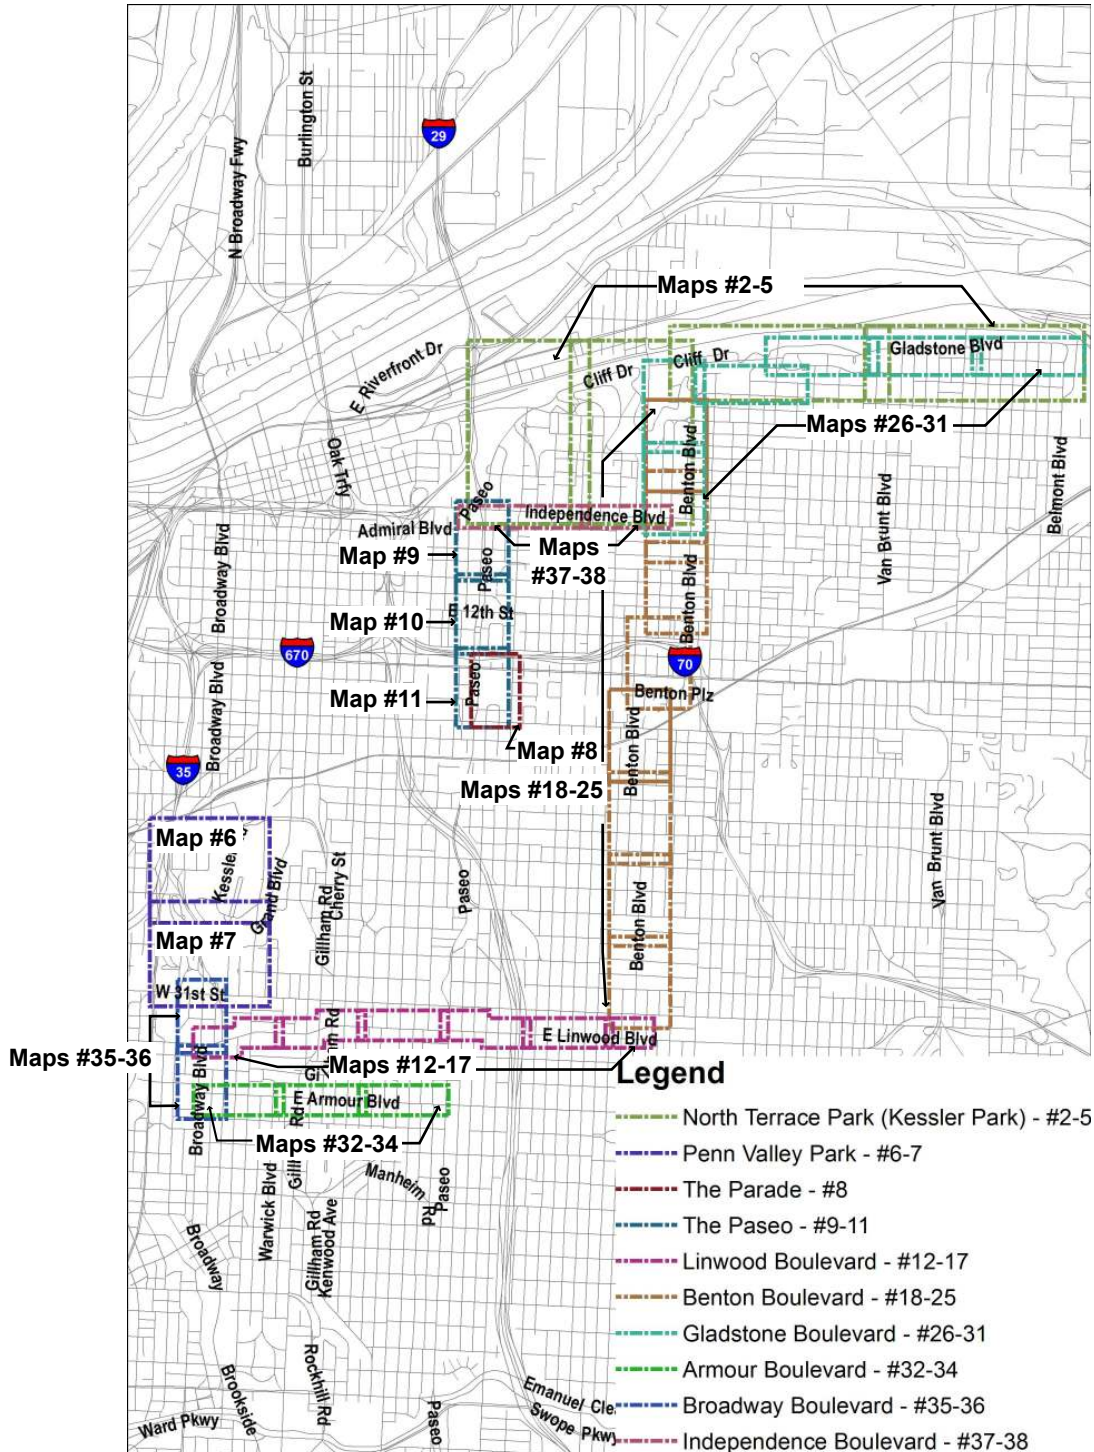 29
Burlington St
N Broadway Fwy
Maps #2-5
E Riverfront Dr
Cliff Dr
Cliff Dr
Gladstone Blvd
Maps #26-31
Oak Trfy
Benton Blvd
Van Brunt Blvd
Belmont Blvd
Paseo
Independence Blvd
Admiral Blvd
Broadway Blvd
Map #9
Paseo
Maps
#37-38
Benton Blvd
Map #10
E 12th St
670
70
Broadway Blvd
Map #11
Paseo
Benton Plz
Benton Blvd
Map #8
35
Maps #18-25
Map #6
Grand Blvd
Gillham Rd
Cherry St
Paseo
Benton Blvd
Van Brunt Blvd
Map #7
W 31st St
E Linwood Blvd
Maps #35-36
Broadway Blvd
Maps #12-17
E Armour Blvd
Maps #32-34
Manheim Rd
Paseo
Warwick Blvd
Gillham Rd
Kenwood Ave
Broadway
Rockhill Rd
Brookside
Ward Pkwy
Paseo
Emanuel Cle
Swope Pkwy
Legend
North Terrace Park (Kessler Park) - #2-5
Penn Valley Park - #6-7
The Parade - #8
The Paseo - #9-11
Linwood Boulevard - #12-17
Benton Boulevard - #18-25
Gladstone Boulevard - #26-31
Armour Boulevard - #32-34
Broadway Boulevard - #35-36
Independence Boulevard - #37-38